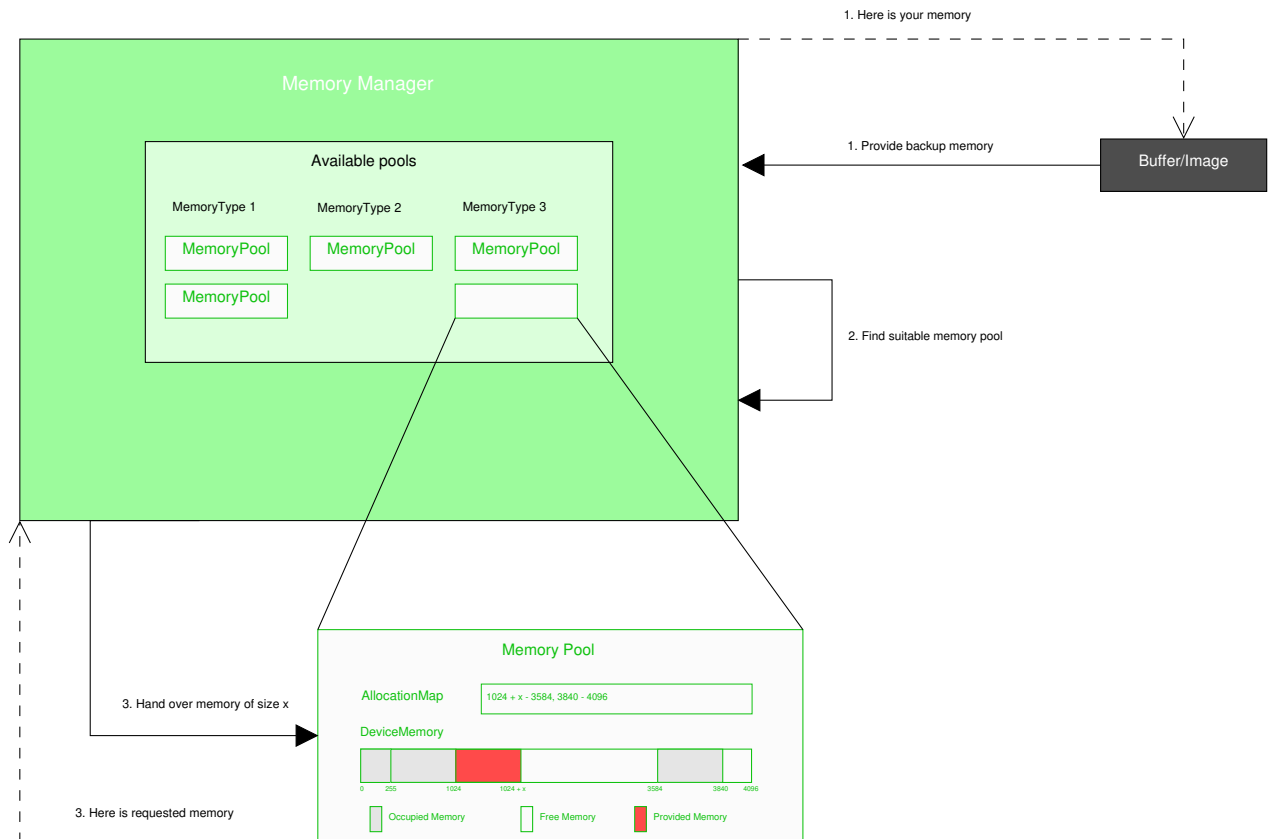 1. Here is your memory
Memory Manager
1. Provide backup memory
Buffer/Image
Available pools
MemoryType 1
MemoryType 2
MemoryType 3
MemoryPool
MemoryPool
MemoryPool
MemoryPool
2. Find suitable memory pool
Memory Pool
AllocationMap
1024 + x - 3584, 3840 - 4096
3. Hand over memory of size x
DeviceMemory
0
255
1024
1024 + x
3584
3840
4096
3. Here is requested memory
Occupied Memory
Free Memory
Provided Memory